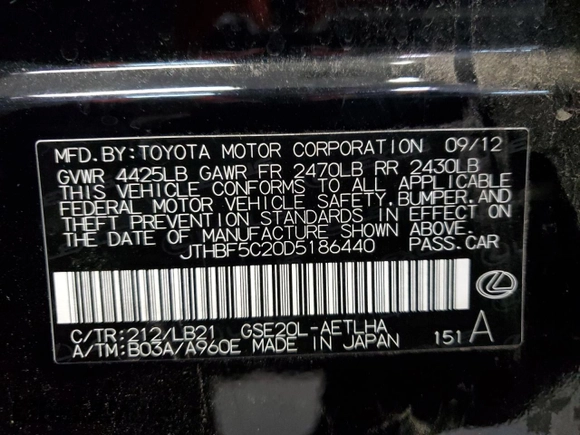 MFD. BY: TOYOTA MOTOR CORPORATION 09/12
GVWR 4425LB GAWR FR 2470LB RR 2430LB
THIS VEHICLE CONFORMS TO ALL APPLICABLE
FEDERAL MOTOR VEHICLE SAFETY, BUMPER, AND
THEFT PREVENTION STANDARDS IN EFFECT ON
THE DATE OF MANUFACTURE SHOWN ABOVE.
JTHBF5C20D5186440 PASS. CAR
C/TR: 212/LB21 GSE20L-AETLHA
A/TM: B03A/A960E MADE IN JAPAN 151 A